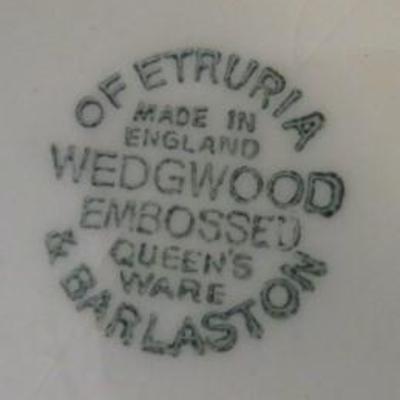 OF ETRURIA
MADE IN
ENGLAND
WEDGWOOD
EMBOSSED
QUEEN'S
WARE
& BARLASTON